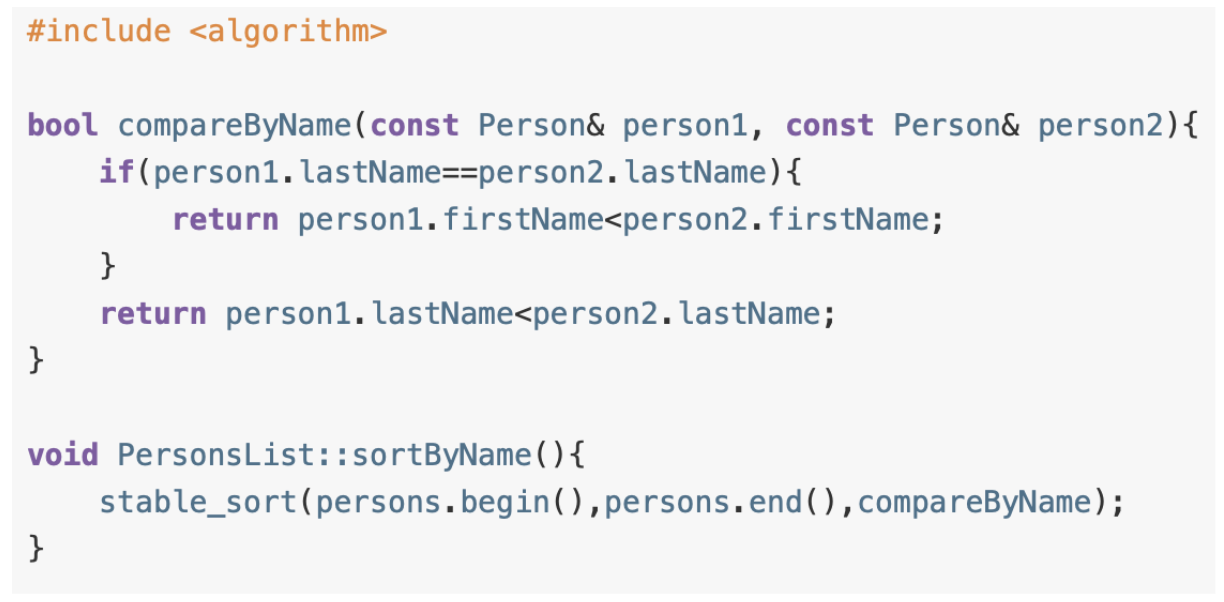 #include <algorithm>

bool compareByName(const Person& person1, const Person& person2){
    if(person1.lastName==person2.lastName){
        return person1.firstName<person2.firstName;
    }
    return person1.lastName<person2.lastName;
}

void PersonsList::sortByName(){
    stable_sort(persons.begin(),persons.end(),compareByName);
}